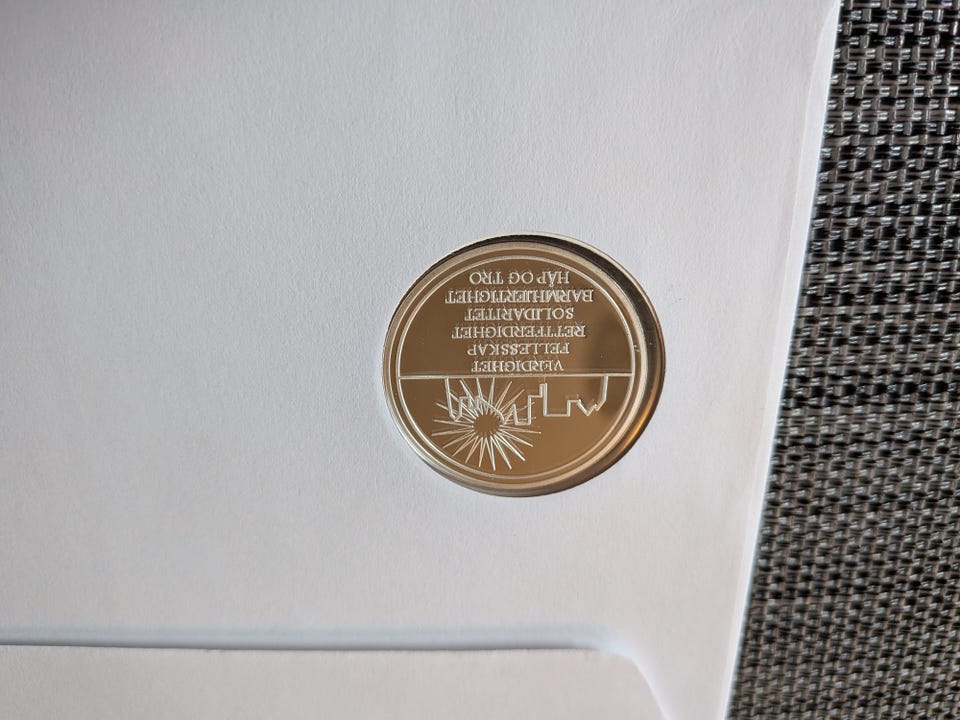 VERDIGHET
FELLESSKAP
RETTFERDIGHET
SOLIDARITET
BARMHJERTIGHET
HÅP OG TRO